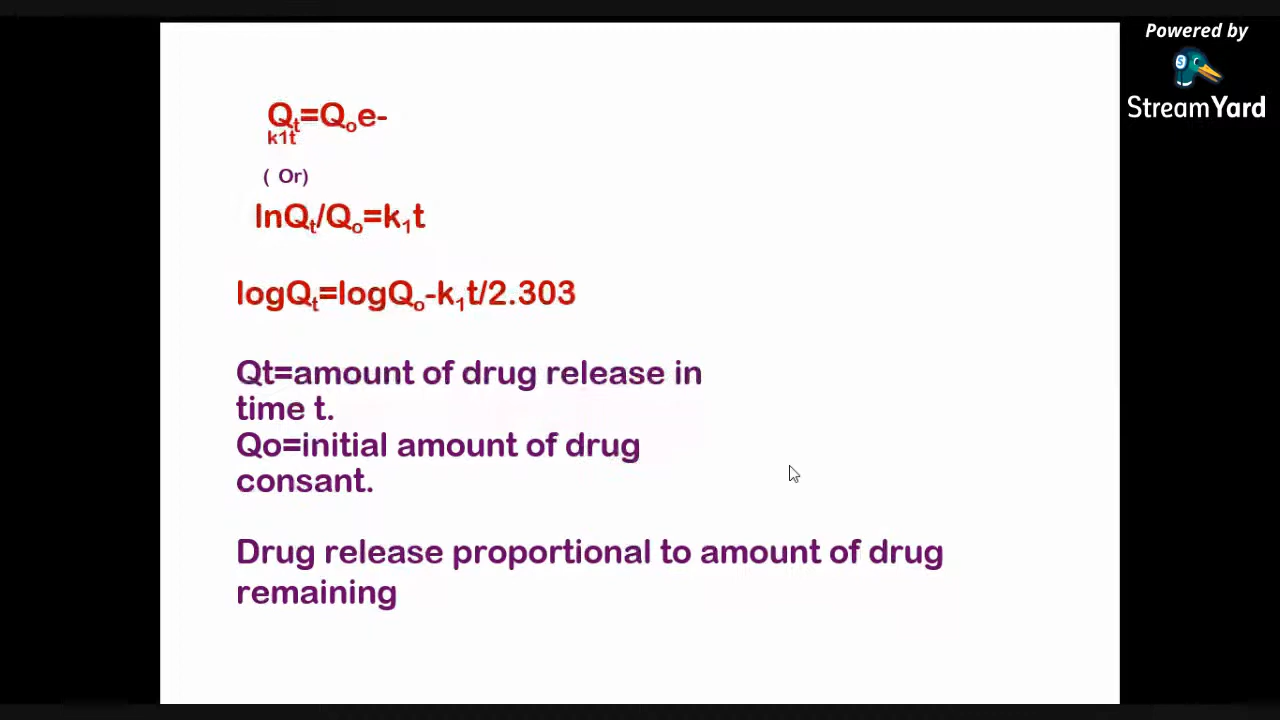 Powered by
StreamYard
Qt=Qoe-
k1t
( Or)
lnQt/Qo=k1t
logQt=logQo-k1t/2.303
Qt=amount of drug release in
time t.
Qo=initial amount of drug
consant.
Drug release proportional to amount of drug
remaining